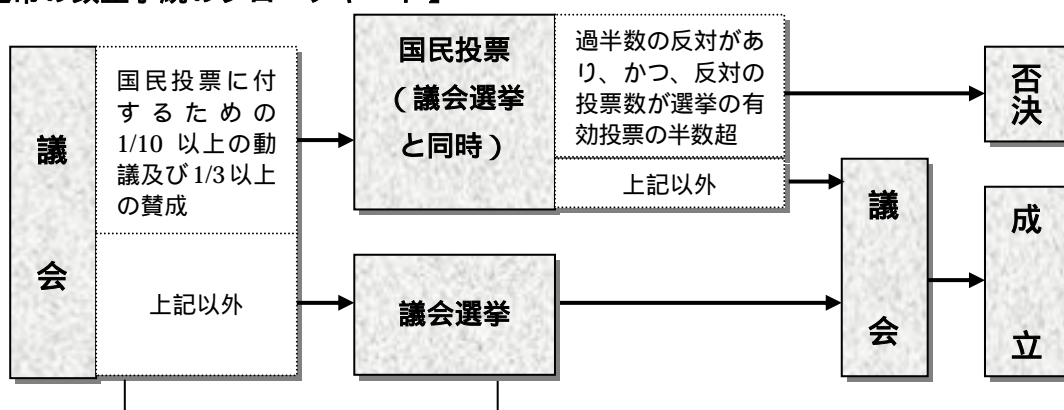 議
会
国民投票に付
するための
1/10 以上の動
議及び1/3以上
の賛成
上記以外
国民投票
（議会選挙
と同時）
過半数の反対があ
り、かつ、反対の
投票数が選挙の有
効投票の半数超
上記以外
議会選挙
議
会
否決
成
立